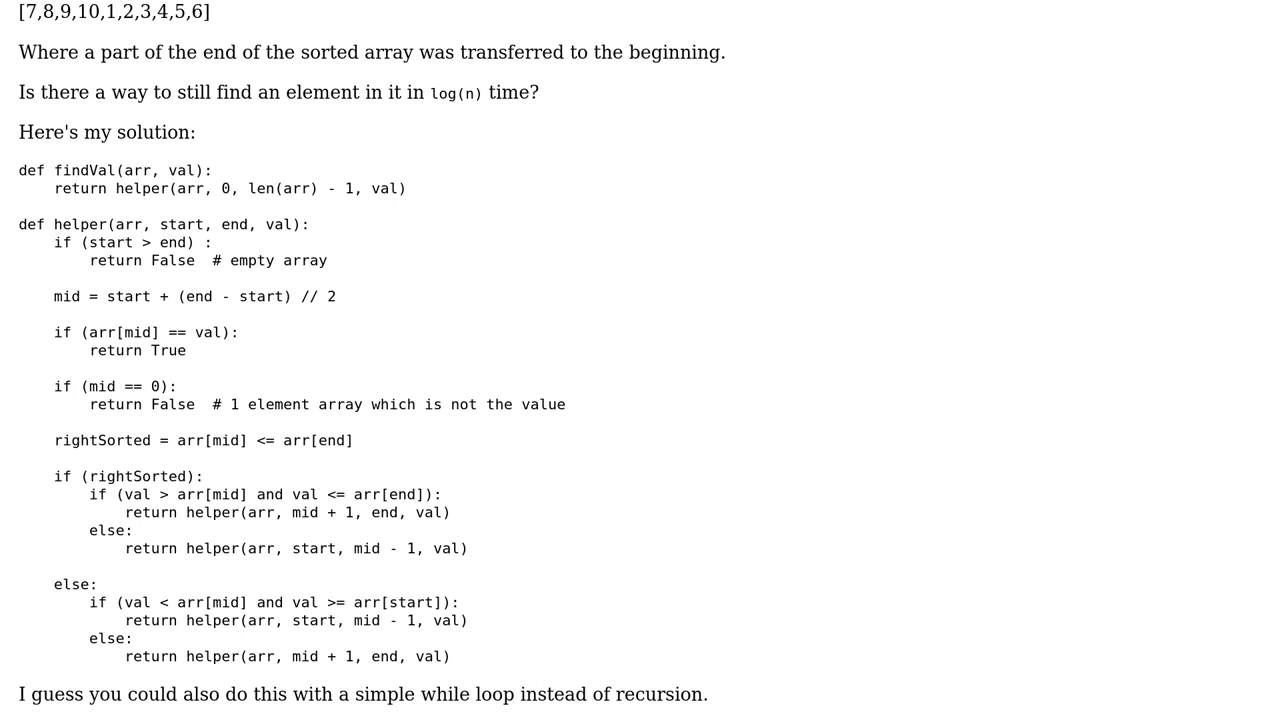 [7,8,9,10,1,2,3,4,5,6]
Where a part of the end of the sorted array was transferred to the beginning.
Is there a way to still find an element in it in log(n) time?
Here's my solution:
def findVal(arr, val):
    return helper(arr, 0, len(arr) - 1, val)
def helper(arr, start, end, val):
    if (start > end) :
        return False  # empty array
    mid = start + (end - start) // 2
    if (arr[mid] == val):
        return True
    if (mid == 0):
        return False  # 1 element array which is not the value
    rightSorted = arr[mid] <= arr[end]
    if (rightSorted):
        if (val > arr[mid] and val <= arr[end]):
            return helper(arr, mid + 1, end, val)
        else:
            return helper(arr, start, mid - 1, val)
    else:
        if (val < arr[mid] and val >= arr[start]):
            return helper(arr, start, mid - 1, val)
        else:
            return helper(arr, mid + 1, end, val)
I guess you could also do this with a simple while loop instead of recursion.